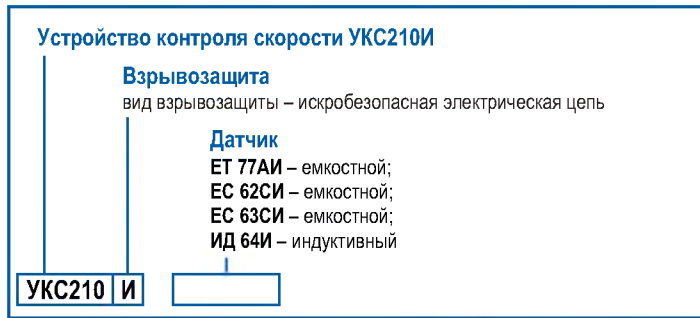 Устройство контроля скорости УКС210И
Взрывозащита
вид взрывозащиты – искробезопасная электрическая цепь
Датчик
ЕТ 77АИ – емкостной;
ЕС 62СИ – емкостной;
ЕС 63СИ – емкостной;
ИД 64И – индуктивный
УКС210 И